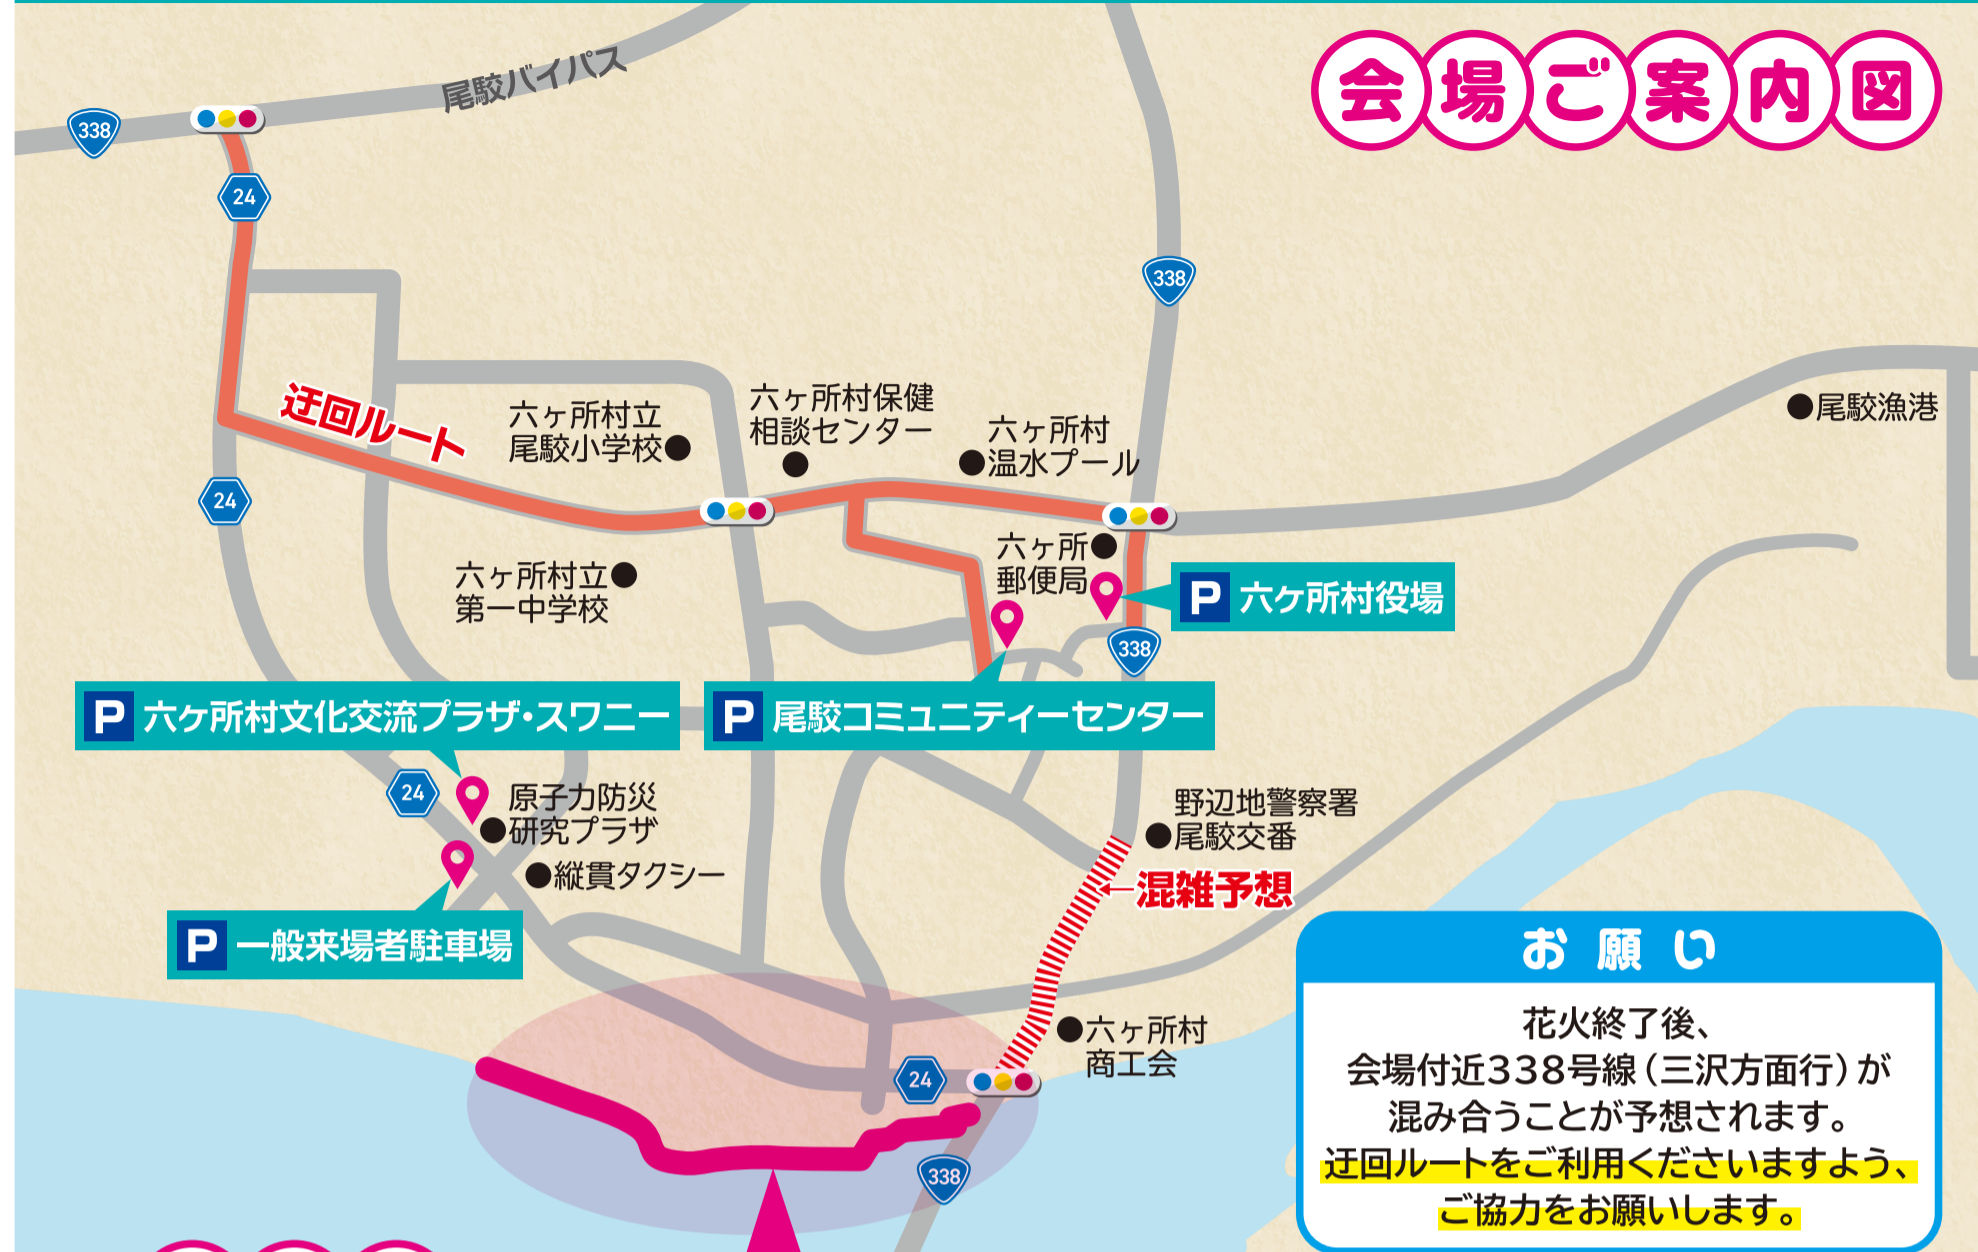 会場ご案内図
尾駮バイパス
338
24
338
迂回ルート
六ヶ所村立
尾駮小学校
六ヶ所村保健
相談センター
六ヶ所村
温水プール
尾駮漁港
24
六ヶ所
郵便局
六ヶ所村立
第一中学校
P 六ケ所村役場
338
P 六ケ所村文化交流プラザ・スワニー
P 尾駮コミュニティーセンター
24
原子力防災
研究プラザ
縦貫タクシー
野辺地警察署
尾駮交番
←混雑予想
P 一般来場者駐車場
六ヶ所村
商工会
24
338
お願い
花火終了後、
会場付近338号線（三沢方面行）が
混み合うことが予想されます。
迂回ルートをご利用くださいますよう、
ご協力をお願いします。